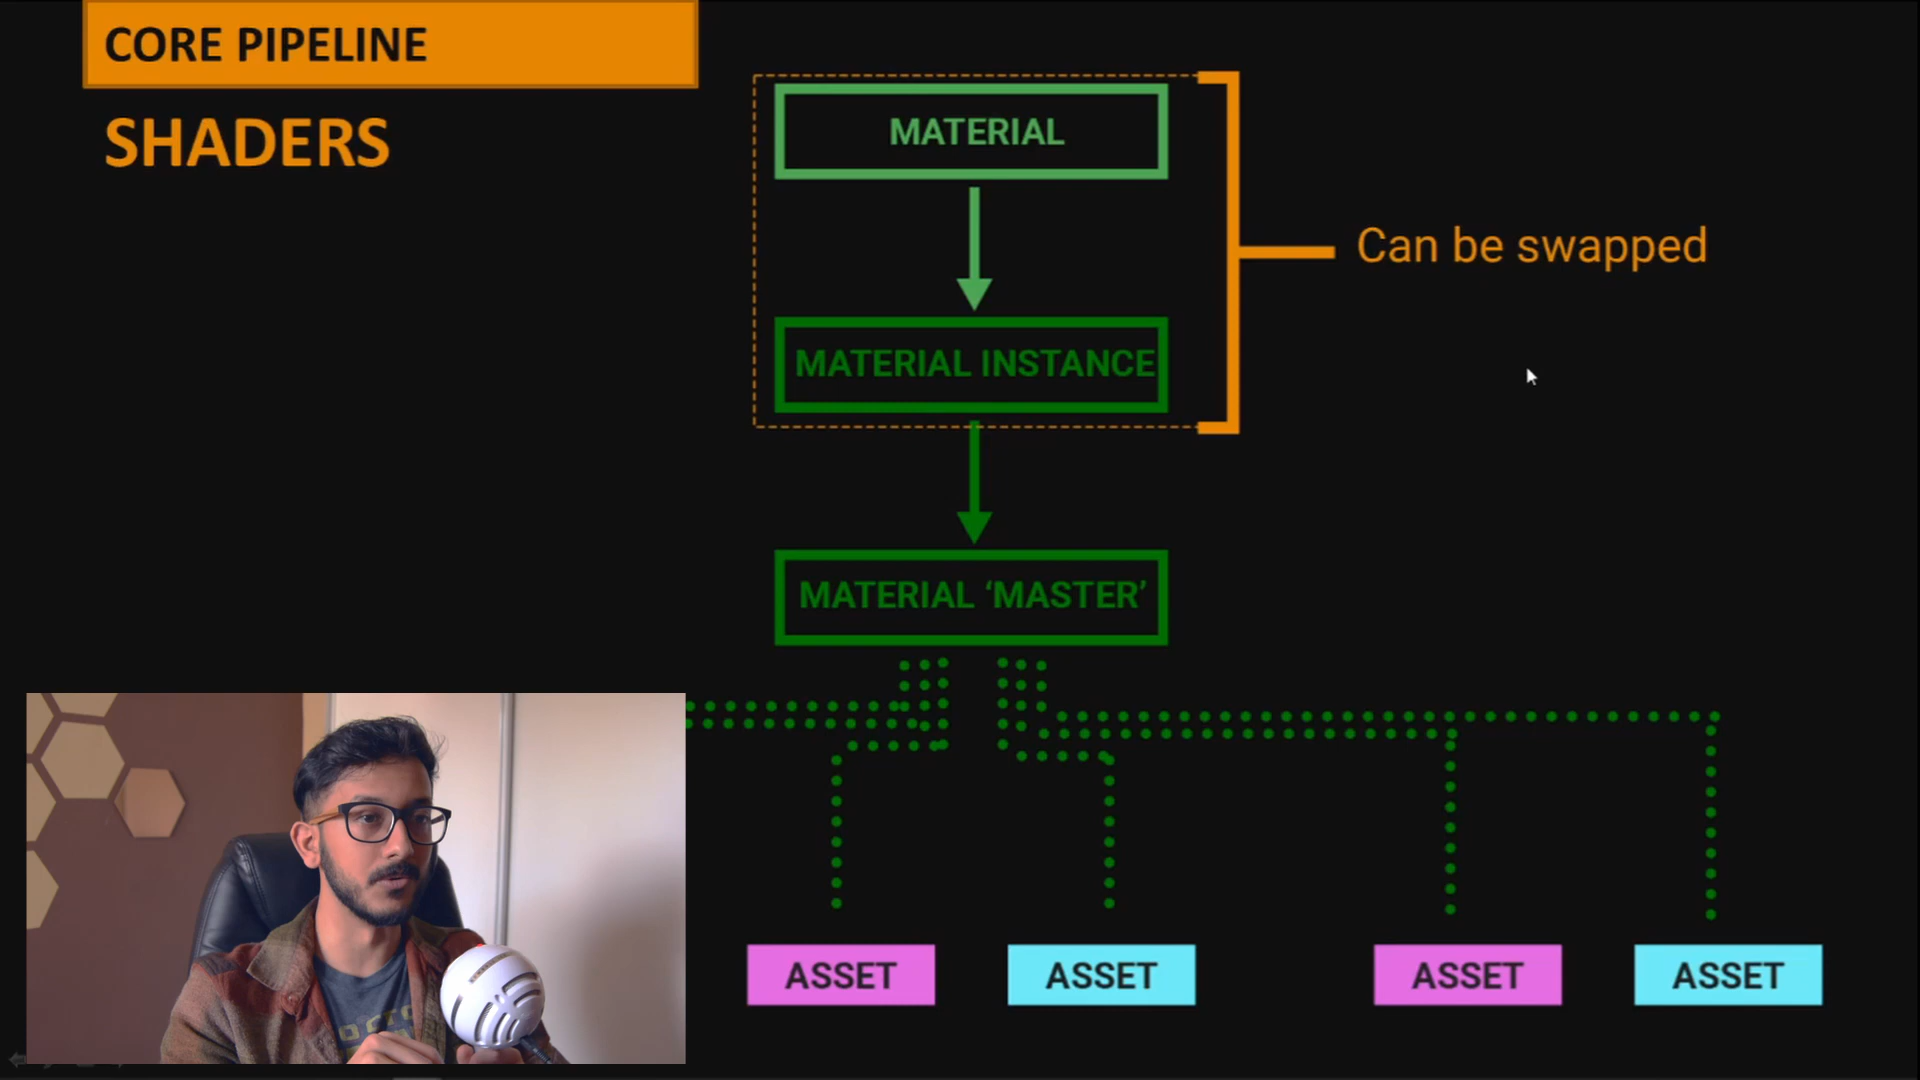 CORE PIPELINE
SHADERS
MATERIAL
Can be swapped
MATERIAL INSTANCE
MATERIAL ‘MASTER’
ASSET
ASSET
ASSET
ASSET